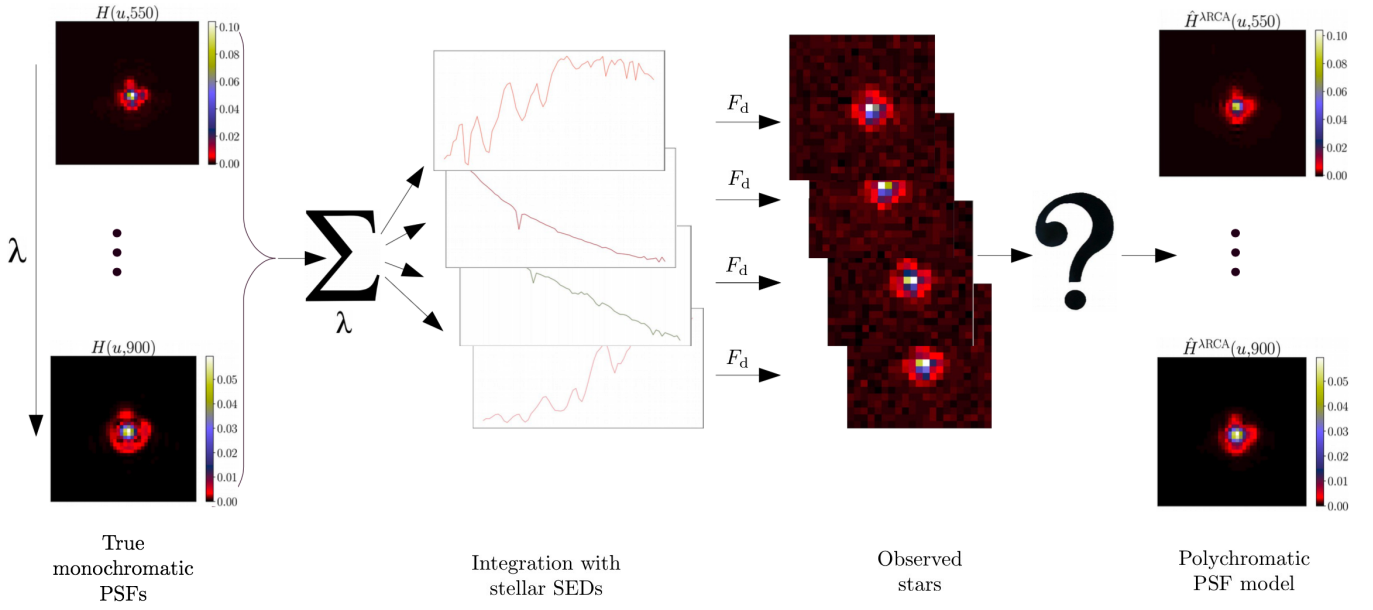 H(u,550)
0.10
0.08
0.06
0.04
0.02
0.00
λ
H(u,900)
0.05
0.04
0.03
0.02
0.01
0.00
True
monochromatic
PSFs
Σ
λ
Integration with
stellar SEDs
F_d
F_d
F_d
F_d
Observed
stars
?
Ĥ^λRCA(u,550)
0.10
0.08
0.06
0.04
0.02
0.00
Ĥ^λRCA(u,900)
0.05
0.04
0.03
0.02
0.01
0.00
Polychromatic
PSF model